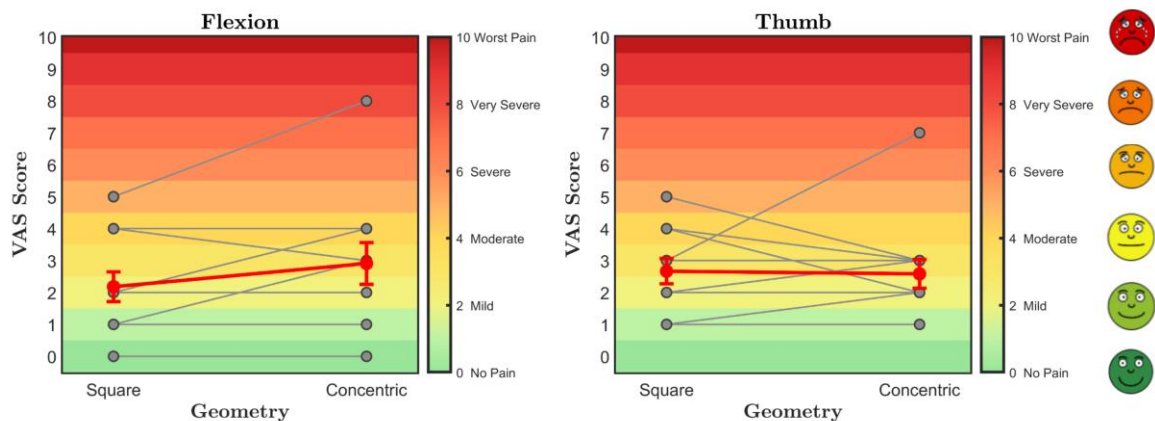 Flexion
VAS Score
10
9
8
7
6
5
4
3
2
1
0
Square
Concentric
Geometry
10 Worst Pain
8 Very Severe
6 Severe
4 Moderate
2 Mild
0 No Pain
Thumb
VAS Score
10
9
8
7
6
5
4
3
2
1
0
Square
Concentric
Geometry
10 Worst Pain
8 Very Severe
6 Severe
4 Moderate
2 Mild
0 No Pain